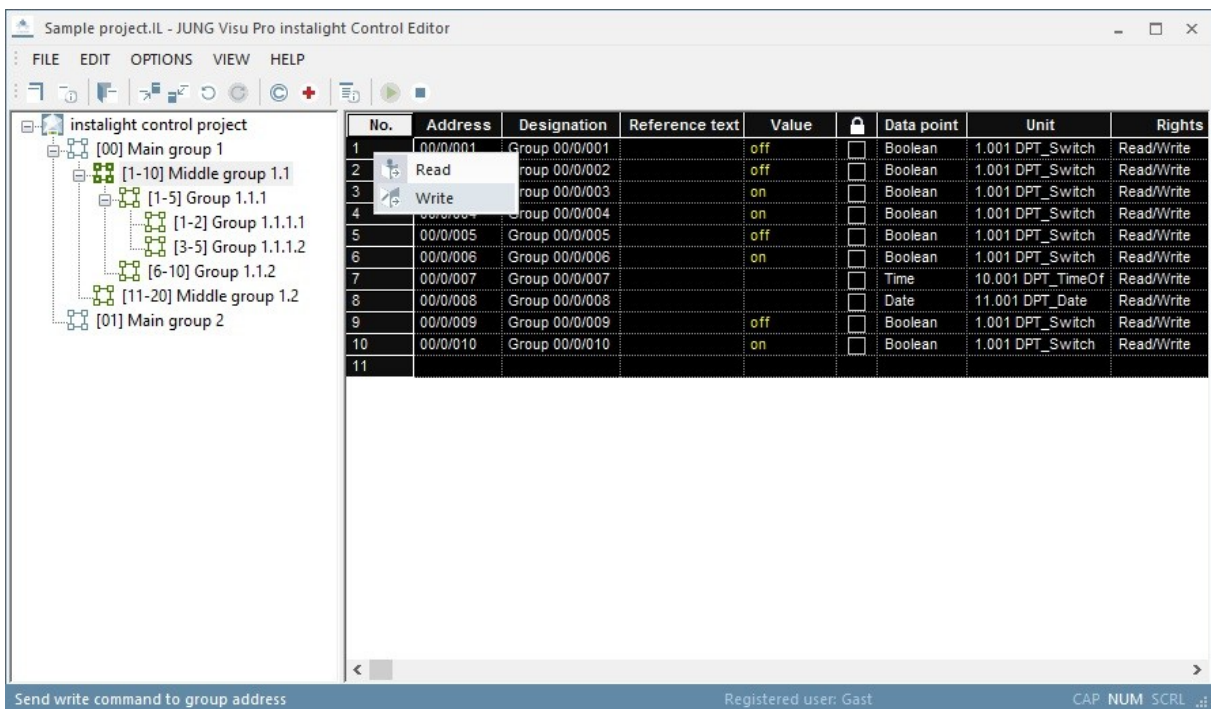 Sample project.IL - JUNG Visu Pro instalight Control Editor
FILE EDIT OPTIONS VIEW HELP
instalight control project
[00] Main group 1
[1-10] Middle group 1.1
[1-5] Group 1.1.1
[1-2] Group 1.1.1.1
[3-5] Group 1.1.1.2
[6-10] Group 1.1.2
[11-20] Middle group 1.2
[01] Main group 2
No. Address Designation Reference text Value Data point Unit Rights
1 00/0/001 Group 00/0/001 off Boolean 1.001 DPT_Switch Read/Write
2 roup 00/0/002 off Boolean 1.001 DPT_Switch Read/Write
3 roup 00/0/003 on Boolean 1.001 DPT_Switch Read/Write
4 00/0/004 Group 00/0/004 on Boolean 1.001 DPT_Switch Read/Write
5 00/0/005 Group 00/0/005 off Boolean 1.001 DPT_Switch Read/Write
6 00/0/006 Group 00/0/006 on Boolean 1.001 DPT_Switch Read/Write
7 00/0/007 Group 00/0/007 Time 10.001 DPT_TimeOf Read/Write
8 00/0/008 Group 00/0/008 Date 11.001 DPT_Date Read/Write
9 00/0/009 Group 00/0/009 off Boolean 1.001 DPT_Switch Read/Write
10 00/0/010 Group 00/0/010 on Boolean 1.001 DPT_Switch Read/Write
11
Read
Write
Send write command to group address Registered user: Gast CAP NUM SCRL